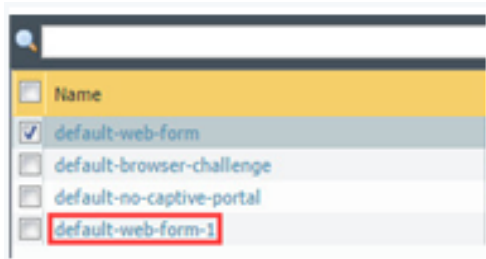 Name
default-web-form
default-browser-challenge
default-no-captive-portal
default-web-form-1